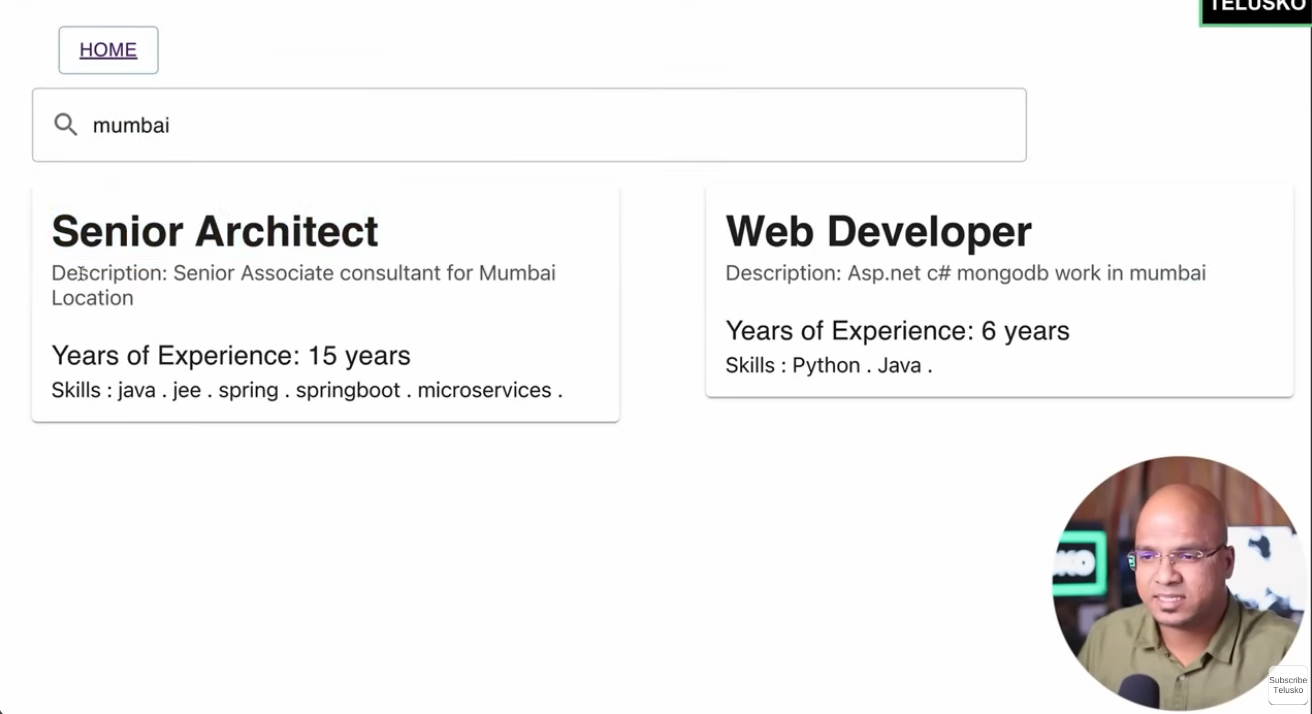 TELUSKO
HOME
mumbai
Senior Architect
Description: Senior Associate consultant for Mumbai
Location
Years of Experience: 15 years
Skills : java . jee . spring . springboot . microservices .
Web Developer
Description: Asp.net c# mongodb work in mumbai
Years of Experience: 6 years
Skills : Python . Java .
Subscribe
Telusko